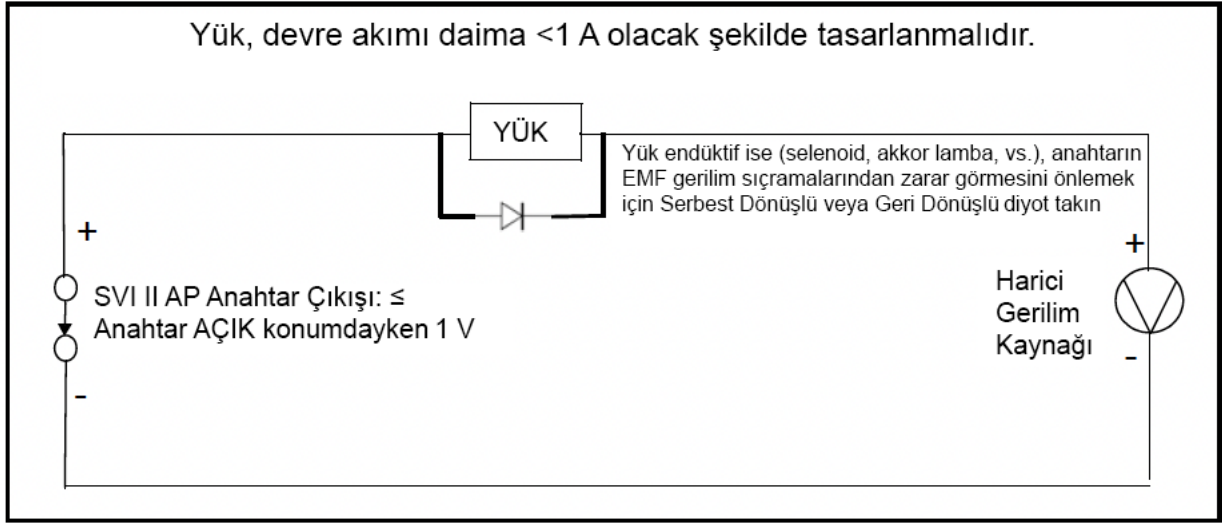 Yük, devre akımı daima <1 A olacak şekilde tasarlanmalıdır.
YÜK
Yük endüktif ise (selenoid, akkor lamba, vs.), anahtarın
EMF gerilim sıçramalarından zarar görmesini önlemek
için Serbest Dönüşlü veya Geri Dönüşlü diyot takın
+
SVI II AP Anahtar Çıkışı: ≤
Anahtar AÇIK konumdayken 1 V
-
+
Harici
Gerilim
Kaynağı
-